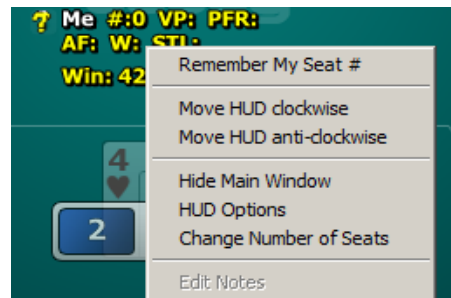 ? Me #:0 VP: PFR:
AF: W: STL:
Win: 42
Remember My Seat #
Move HUD clockwise
Move HUD anti-clockwise
Hide Main Window
HUD Options
Change Number of Seats
Edit Notes
4
2